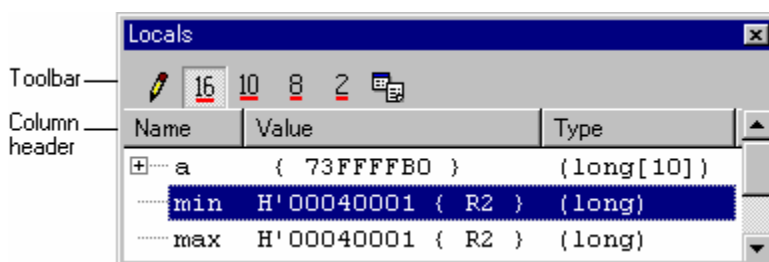 Locals
Toolbar
16 10 8 2
Column header
Name Value Type
a { 73FFFFB0 } (long[10])
min H'00040001 { R2 } (long)
max H'00040001 { R2 } (long)